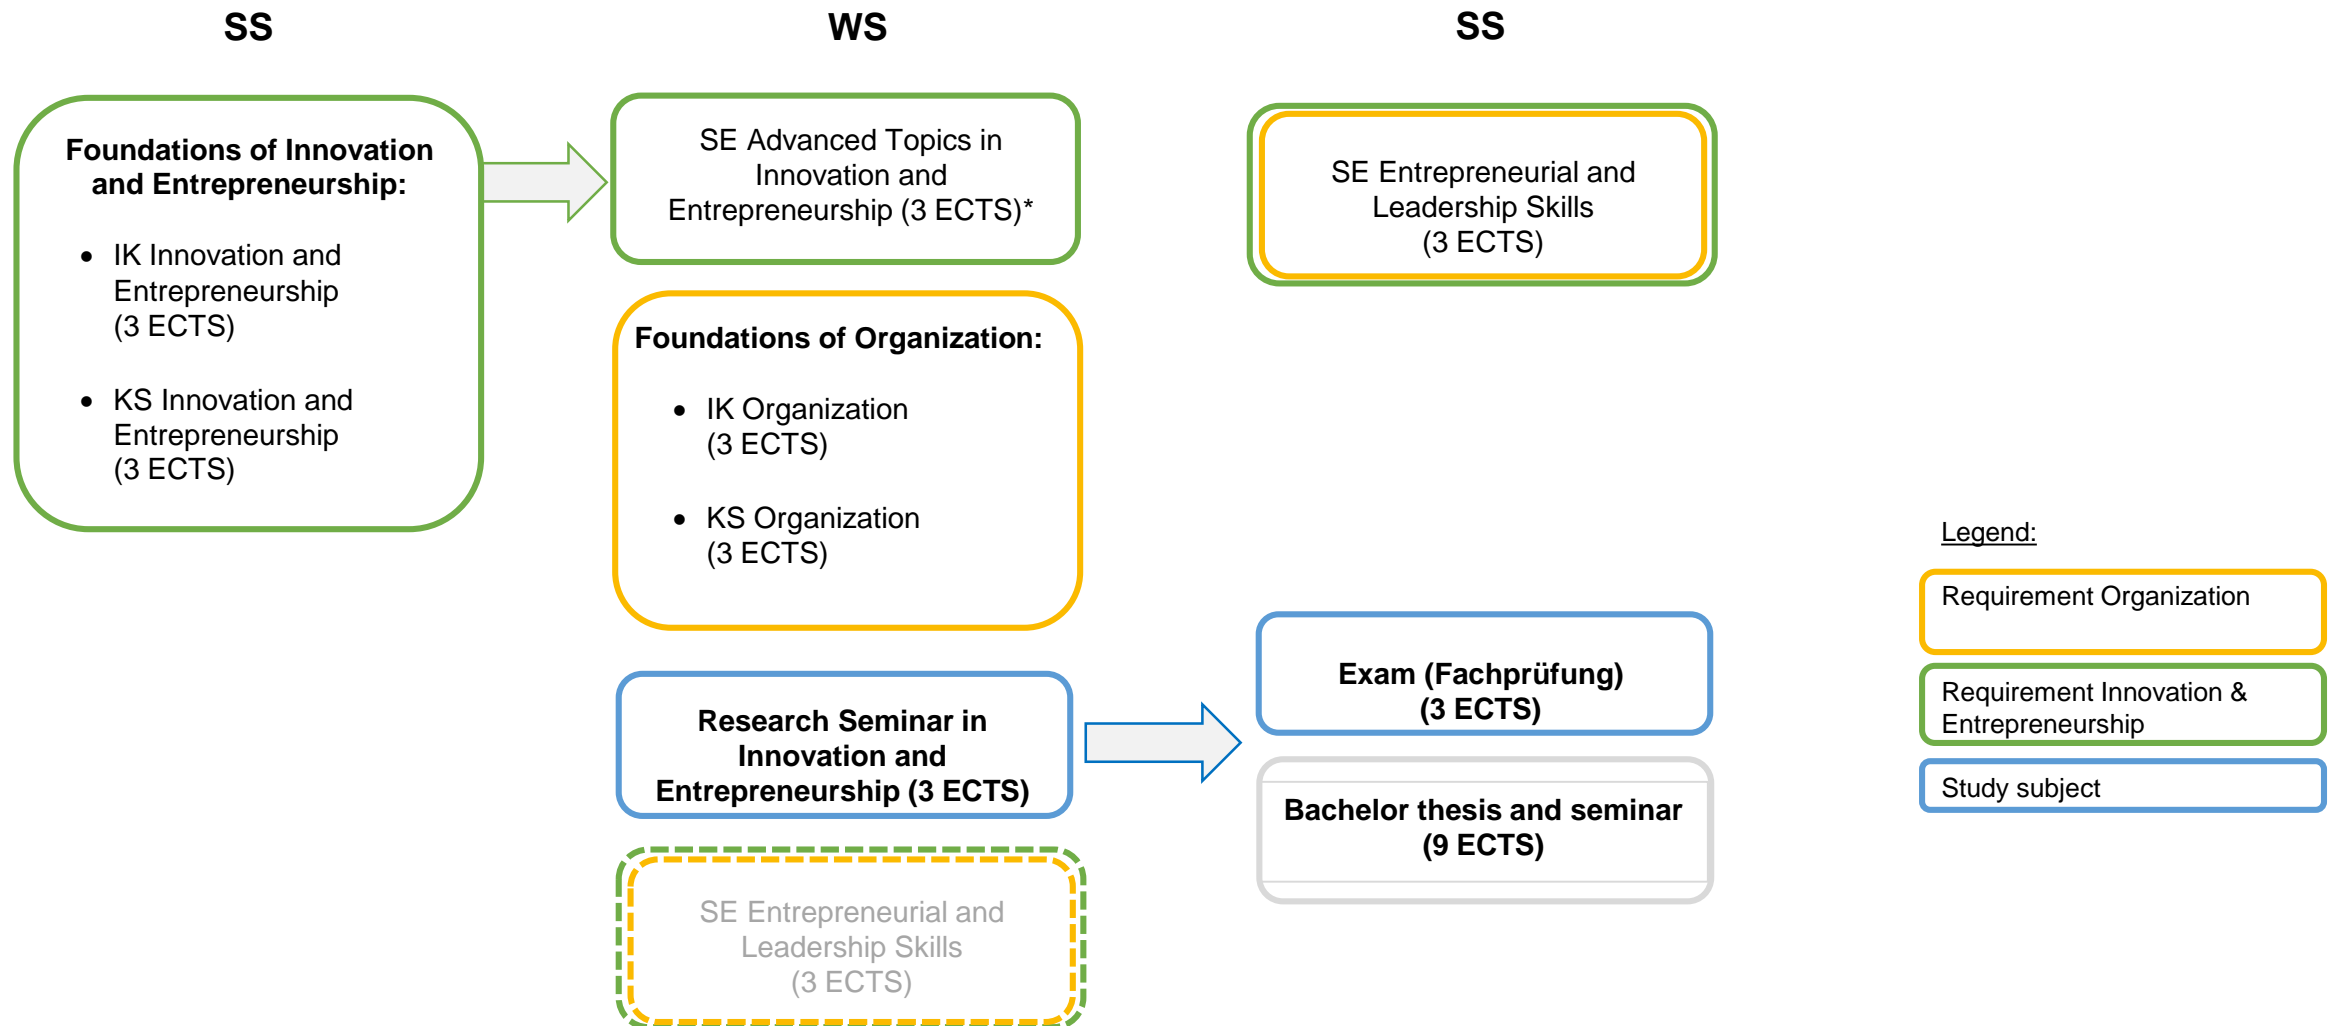 SS
WS
SS
Foundations of Innovation
and Entrepreneurship:
• IK Innovation and
Entrepreneurship
(3 ECTS)
• KS Innovation and
Entrepreneurship
(3 ECTS)
SE Advanced Topics in
Innovation and
Entrepreneurship (3 ECTS)*
Foundations of Organization:
• IK Organization
(3 ECTS)
• KS Organization
(3 ECTS)
Research Seminar in
Innovation and
Entrepreneurship (3 ECTS)
SE Entrepreneurial and
Leadership Skills
(3 ECTS)
SE Entrepreneurial and
Leadership Skills
(3 ECTS)
Exam (Fachprüfung)
(3 ECTS)
Bachelor thesis and seminar
(9 ECTS)
Legend:
Requirement Organization
Requirement Innovation &
Entrepreneurship
Study subject